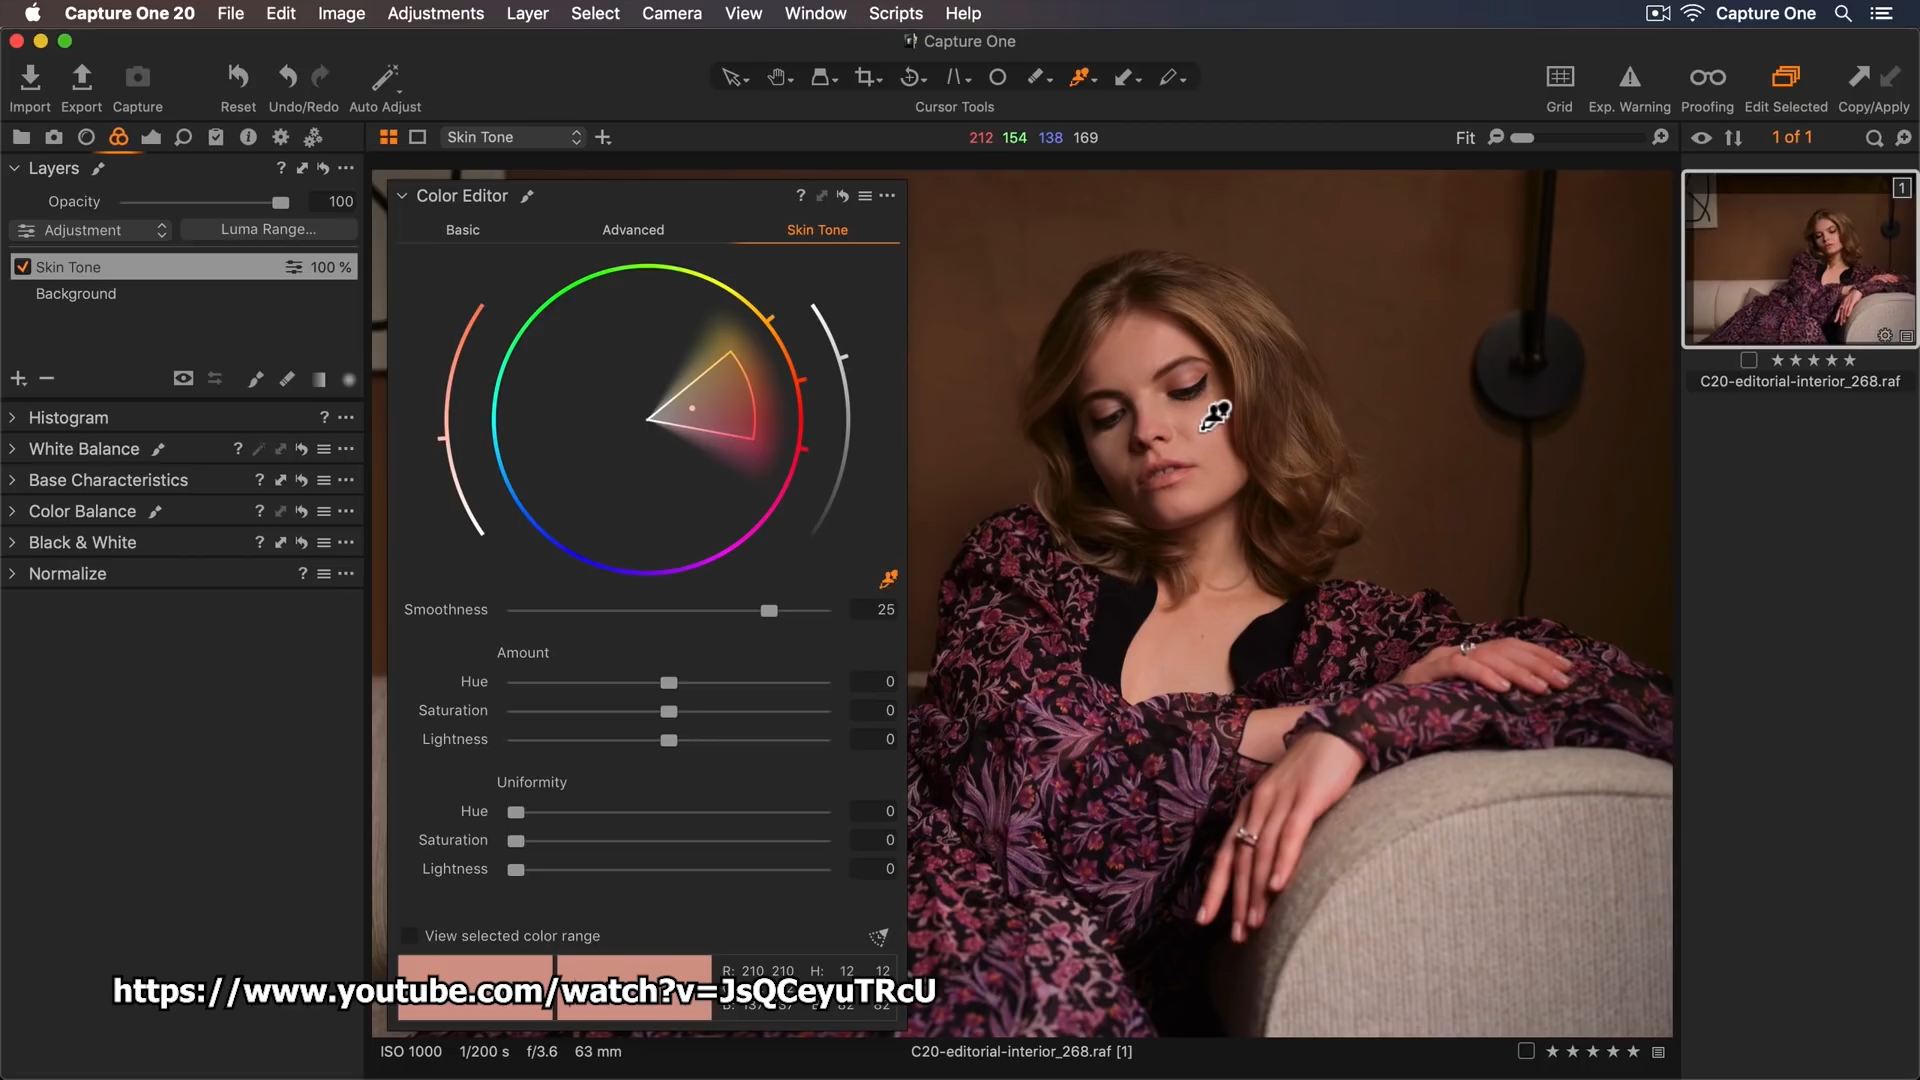 Capture One 20 File Edit Image Adjustments Layer Select Camera View Window Scripts Help Capture One
Capture One
Import Export Capture Reset Undo/Redo Auto Adjust Cursor Tools Grid Exp. Warning Proofing Edit Selected Copy/Apply
Skin Tone 212 154 138 169 Fit 1 of 1
Layers ? ...
Opacity 100
Adjustment Luma Range...
Skin Tone 100 %
Background
Histogram ? ...
White Balance ? ...
Base Characteristics ? ...
Color Balance ? ...
Black & White ? ...
Normalize ? ...
Color Editor ? ...
Basic Advanced Skin Tone
Smoothness 25
Amount
Hue 0
Saturation 0
Lightness 0
Uniformity
Hue 0
Saturation 0
Lightness 0
View selected color range
R: 210 210 H: 12 12
https://www.youtube.com/watch?v=JsQCeyuTRcU
1
C20-editorial-interior_268.raf
ISO 1000 1/200 s f/3.6 63 mm C20-editorial-interior_268.raf [1]